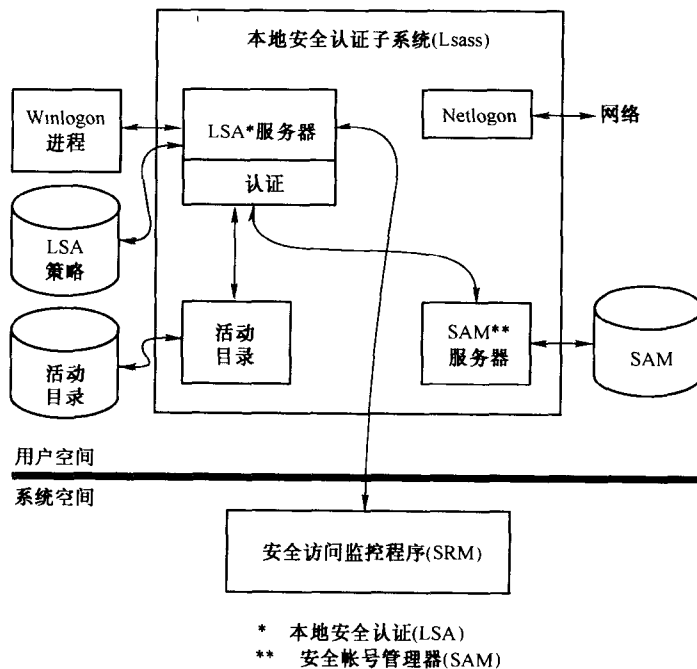 本地安全认证子系统(Lsass)
Winlogon
进程
LSA*服务器
认证
Netlogon
网络
LSA
策略
活动
目录
活动
目录
SAM**
服务器
SAM
用户空间
系统空间
安全访问监控程序(SRM)
* 本地安全认证(LSA)
** 安全帐号管理器(SAM)